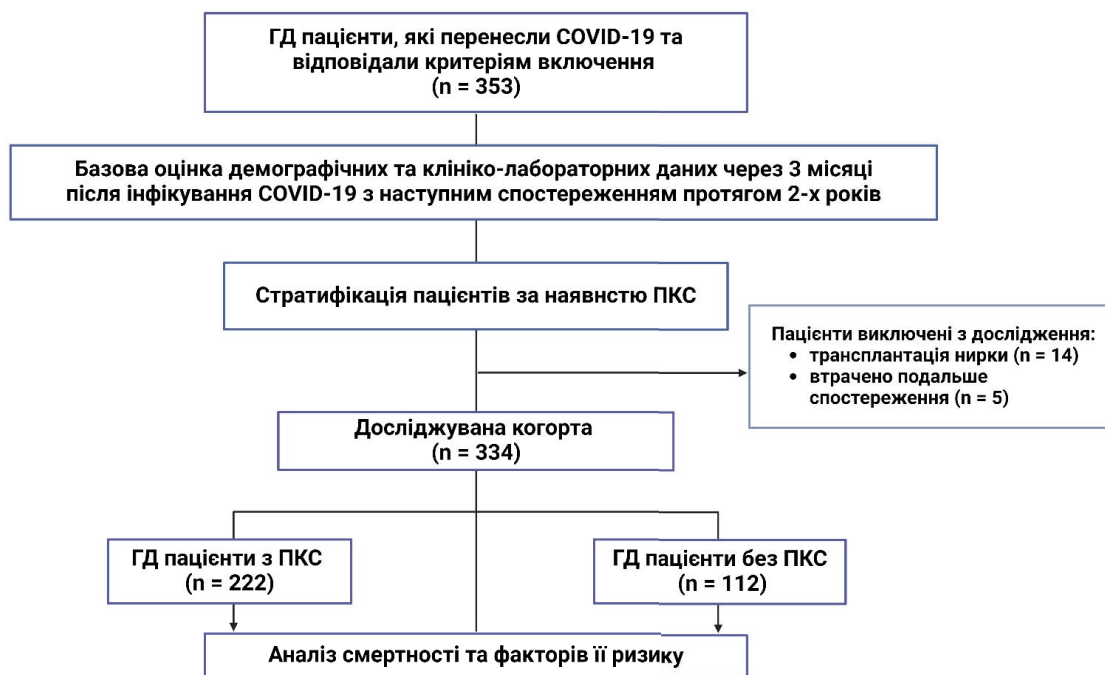 ГД пацієнти, які перенесли COVID-19 та
відповідали критеріям включення
(n = 353)
Базова оцінка демографічних та клініко-лабораторних даних через 3 місяці
після інфікування COVID-19 з наступним спостереженням протягом 2-х років
Стратифікація пацієнтів за наявнстю ПКС
Пацієнти виключені з дослідження:
• трансплантація нирки (n = 14)
• втрачено подальше
спостереження (n = 5)
Досліджувана когорта
(n = 334)
ГД пацієнти з ПКС
(n = 222)
ГД пацієнти без ПКС
(n = 112)
Аналіз смертності та факторів її ризику